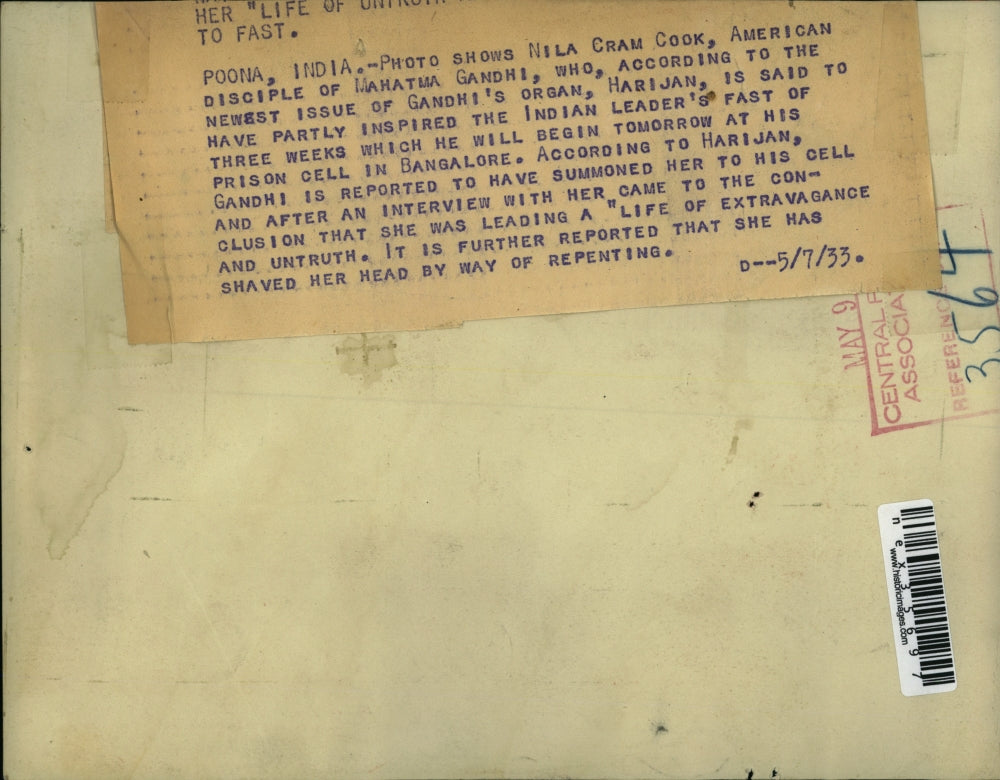 HER "LIFE OF UNTRUTH
TO FAST.
POONA, INDIA.-PHOTO SHOWS NILA CRAM COOK, AMERICAN
DISCIPLE OF MAHATMA GANDHI, WHO, ACCORDING TO THE
NEWEST ISSUE OF GANDHI'S ORGAN, HARIJAN, IS SAID TO
HAVE PARTLY INSPIRED THE INDIAN LEADER'S FAST OF
THREE WEEKS WHICH HE WILL BEGIN TOMORROW AT HIS
PRISON CELL IN BANGALORE. ACCORDING TO HARIJAN,
GANDHI IS REPORTED TO HAVE SUMMONED HER TO HIS CELL
AND AFTER AN INTERVIEW WITH HER CAME TO THE CON-
CLUSION THAT SHE WAS LEADING A "LIFE OF EXTRAVAGANCE
AND UNTRUTH. IT IS FURTHER REPORTED THAT SHE HAS
SHAVED HER HEAD BY WAY OF REPENTING.
D--5/7/33.
MAY 9
CENTRAL
ASSOCIA
REFERENC
3564
nex35697
www.historicimages.com